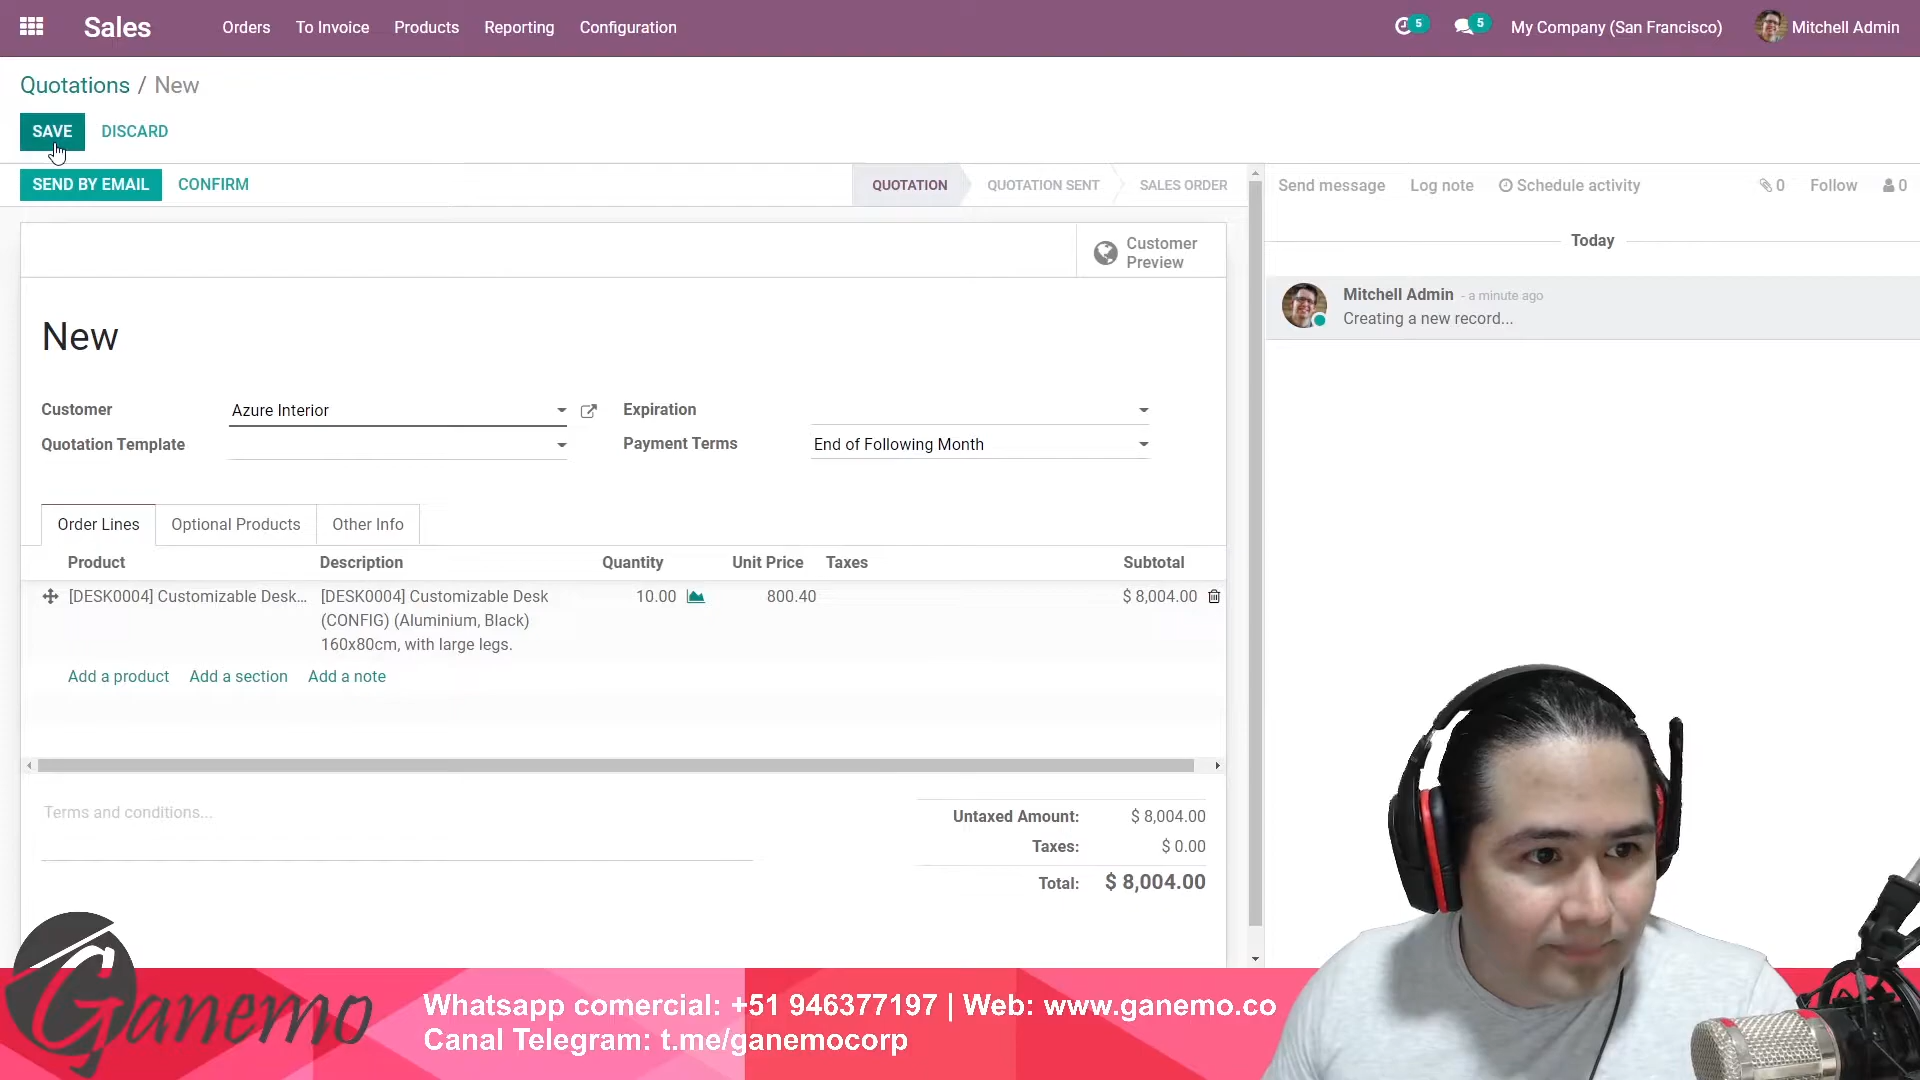 Sales
Orders
To Invoice
Products
Reporting
Configuration
5
5
My Company (San Francisco)
Mitchell Admin
Quotations / New
SAVE
DISCARD
SEND BY EMAIL
CONFIRM
QUOTATION
QUOTATION SENT
SALES ORDER
Send message
Log note
Schedule activity
0
Follow
0
Customer
Preview
Today
Mitchell Admin - a minute ago
Creating a new record...
New
Customer
Azure Interior
Expiration
Quotation Template
Payment Terms
End of Following Month
Order Lines
Optional Products
Other Info
Product
Description
Quantity
Unit Price
Taxes
Subtotal
[DESK0004] Customizable Desk...
[DESK0004] Customizable Desk
(CONFIG) (Aluminium, Black)
160x80cm, with large legs.
10.00
800.40
$ 8,004.00
Add a product
Add a section
Add a note
Terms and conditions...
Untaxed Amount:
$ 8,004.00
Taxes:
$ 0.00
Total:
$ 8,004.00
Ganemo
Whatsapp comercial: +51 946377197 | Web: www.ganemo.co
Canal Telegram: t.me/ganemocorp